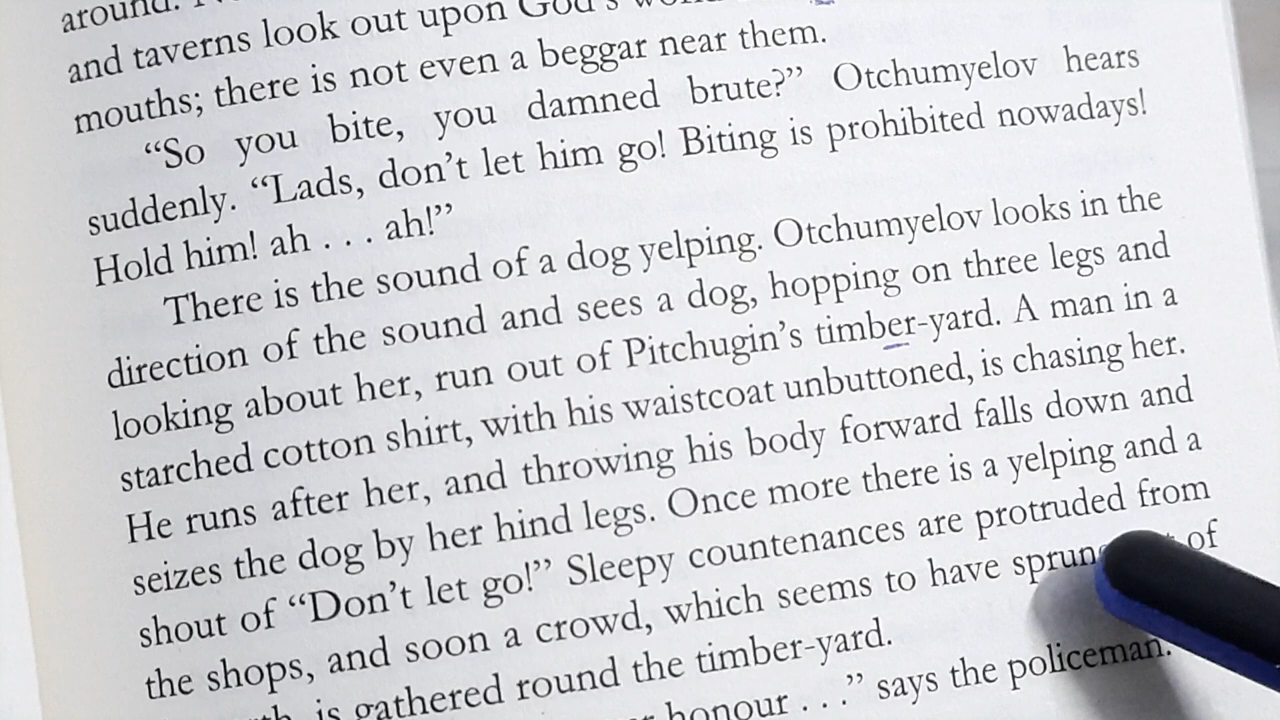 around.
and taverns look out upon God's
mouths; there is not even a beggar near them.
“So you bite, you damned brute?” Otchumyelov hears
suddenly. “Lads, don't let him go! Biting is prohibited nowadays!
Hold him! ah . . . ah!”
There is the sound of a dog yelping. Otchumyelov looks in the
direction of the sound and sees a dog, hopping on three legs and
looking about her, run out of Pitchugin's timber-yard. A man in a
starched cotton shirt, with his waistcoat unbuttoned, is chasing her.
He runs after her, and throwing his body forward falls down and
seizes the dog by her hind legs. Once more there is a yelping and a
shout of “Don't let go!” Sleepy countenances are protruded from
the shops, and soon a crowd, which seems to have sprung of
is gathered round the timber-yard.
honour . . .” says the policeman.